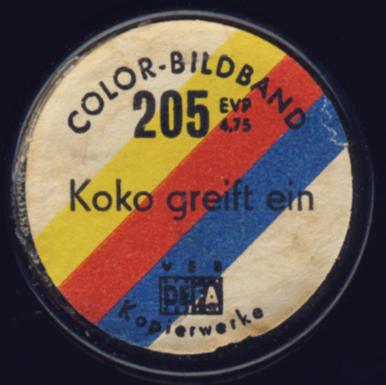 COLOR-BILDBAND
205 EVP
4,75
Koko greift ein
VEB
DEFA
Kopierwerke